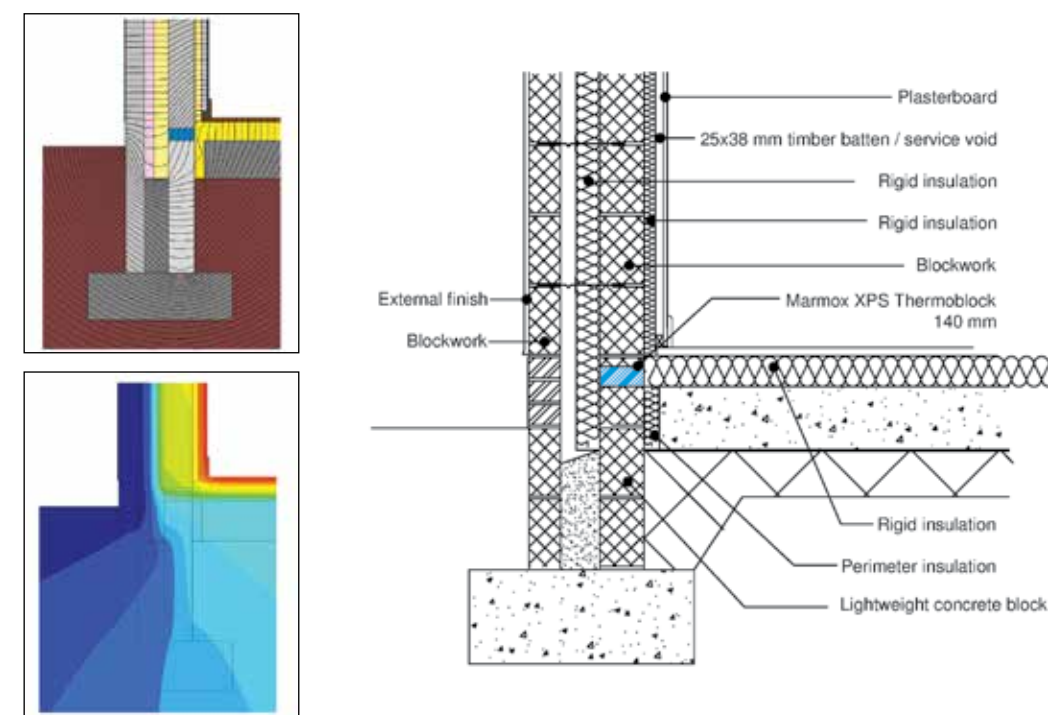 Plasterboard
25x38 mm timber batten / service void
Rigid insulation
Rigid insulation
Blockwork
External finish
Marmox XPS Thermoblock
140 mm
Blockwork
Rigid insulation
Perimeter insulation
Lightweight concrete block